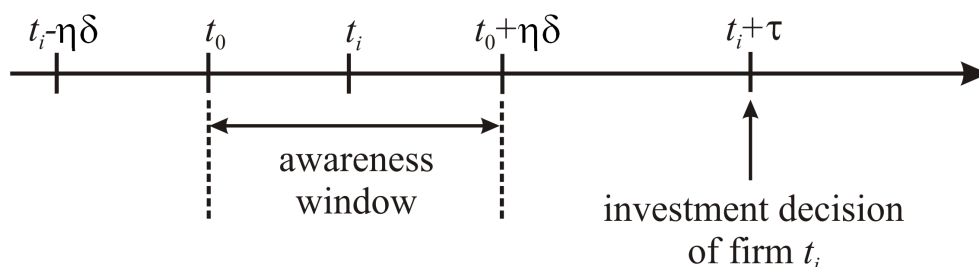 tᵢ-ηδ t₀ tᵢ t₀+ηδ tᵢ+τ
awareness
window
investment decision
of firm tᵢ